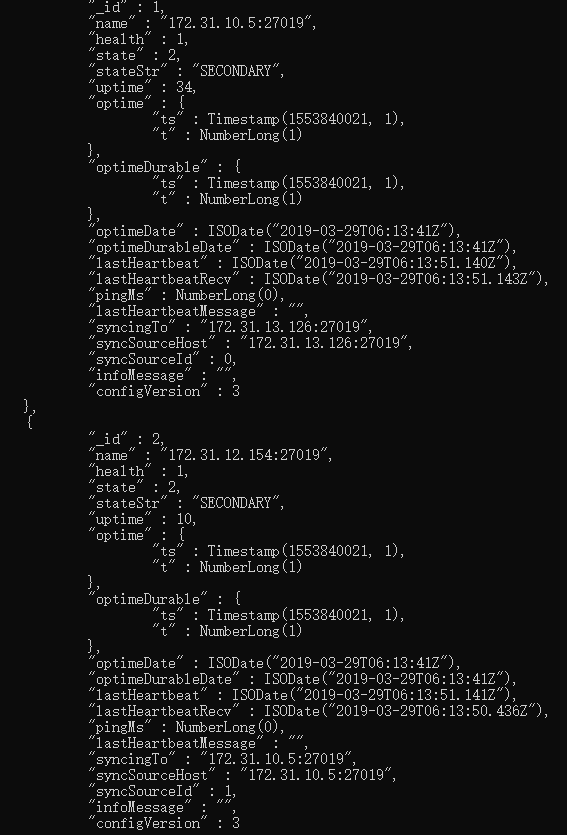 "_id" : 1,
"name" : "172.31.10.5:27019",
"health" : 1,
"state" : 2,
"stateStr" : "SECONDARY",
"uptime" : 34,
"optime" : {
"ts" : Timestamp(1553840021, 1),
"t" : NumberLong(1)
},
"optimeDurable" : {
"ts" : Timestamp(1553840021, 1),
"t" : NumberLong(1)
},
"optimeDate" : ISODate("2019-03-29T06:13:41Z"),
"optimeDurableDate" : ISODate("2019-03-29T06:13:41Z"),
"lastHeartbeat" : ISODate("2019-03-29T06:13:51.140Z"),
"lastHeartbeatRecv" : ISODate("2019-03-29T06:13:51.143Z"),
"pingMs" : NumberLong(0),
"lastHeartbeatMessage" : "",
"syncingTo" : "172.31.13.126:27019",
"syncSourceHost" : "172.31.13.126:27019",
"syncSourceId" : 0,
"infoMessage" : "",
"configVersion" : 3
},
{
"_id" : 2,
"name" : "172.31.12.154:27019",
"health" : 1,
"state" : 2,
"stateStr" : "SECONDARY",
"uptime" : 10,
"optime" : {
"ts" : Timestamp(1553840021, 1),
"t" : NumberLong(1)
},
"optimeDurable" : {
"ts" : Timestamp(1553840021, 1),
"t" : NumberLong(1)
},
"optimeDate" : ISODate("2019-03-29T06:13:41Z"),
"optimeDurableDate" : ISODate("2019-03-29T06:13:41Z"),
"lastHeartbeat" : ISODate("2019-03-29T06:13:51.141Z"),
"lastHeartbeatRecv" : ISODate("2019-03-29T06:13:50.436Z"),
"pingMs" : NumberLong(0),
"lastHeartbeatMessage" : "",
"syncingTo" : "172.31.10.5:27019",
"syncSourceHost" : "172.31.10.5:27019",
"syncSourceId" : 1,
"infoMessage" : "",
"configVersion" : 3